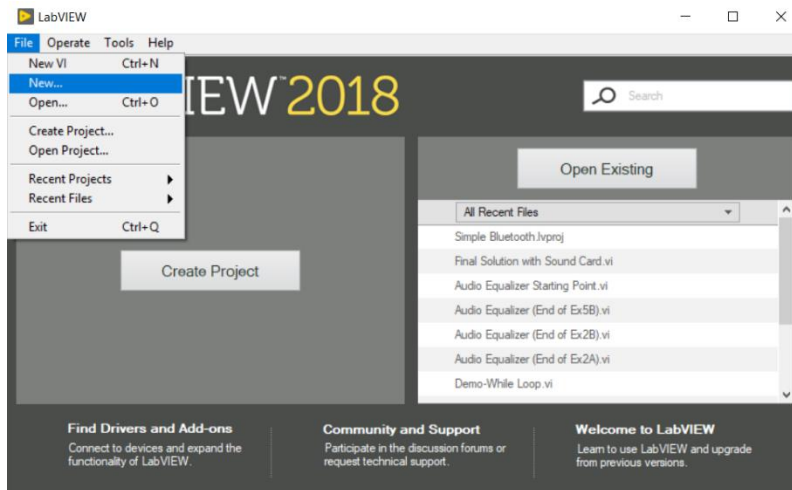 LabVIEW
File Operate Tools Help
New VI Ctrl+N
New...
Open... Ctrl+O
Create Project...
Open Project...
Recent Projects
Recent Files
Exit Ctrl+Q
IEW™2018
Search
Create Project
Open Existing
All Recent Files
Simple Bluetooth.lvproj
Final Solution with Sound Card.vi
Audio Equalizer Starting Point.vi
Audio Equalizer (End of Ex5B).vi
Audio Equalizer (End of Ex2B).vi
Audio Equalizer (End of Ex2A).vi
Demo-While Loop.vi
Find Drivers and Add-ons
Connect to devices and expand the
functionality of LabVIEW.
Community and Support
Participate in the discussion forums or
request technical support.
Welcome to LabVIEW
Learn to use LabVIEW and upgrade
from previous versions.